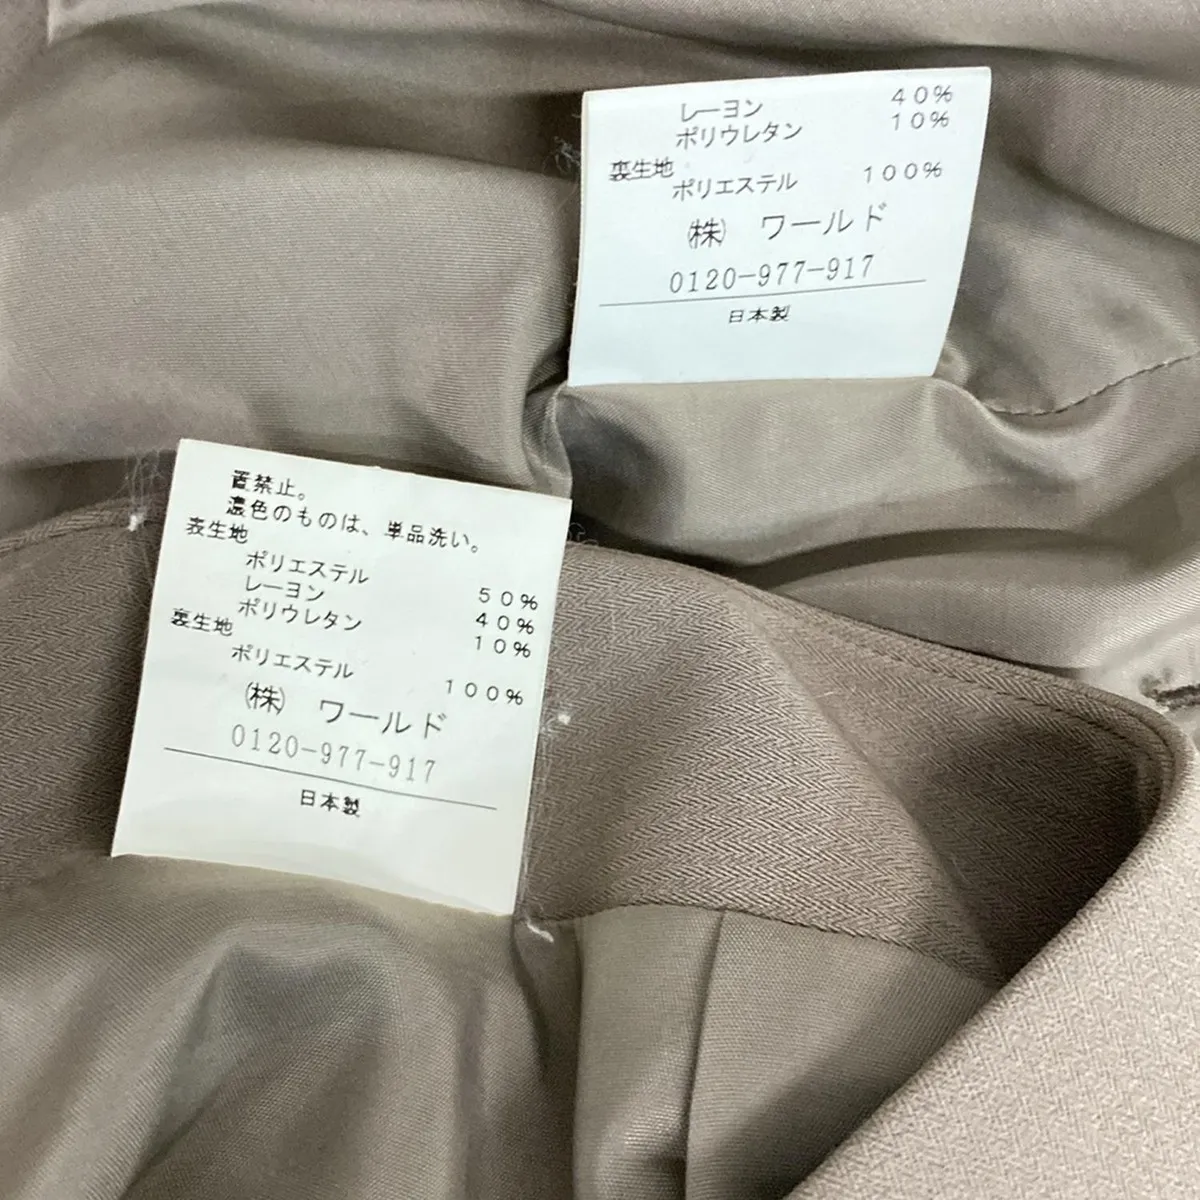 レーヨン 40%
ポリウレタン 10%
裏生地
ポリエステル 100%
㈱ ワールド
0120-977-917
日本製
置禁止。
濃色のものは、単品洗い。
表生地
ポリエステル 50%
レーヨン 40%
ポリウレタン 10%
裏生地
ポリエステル 100%
㈱ ワールド
0120-977-917
日本製